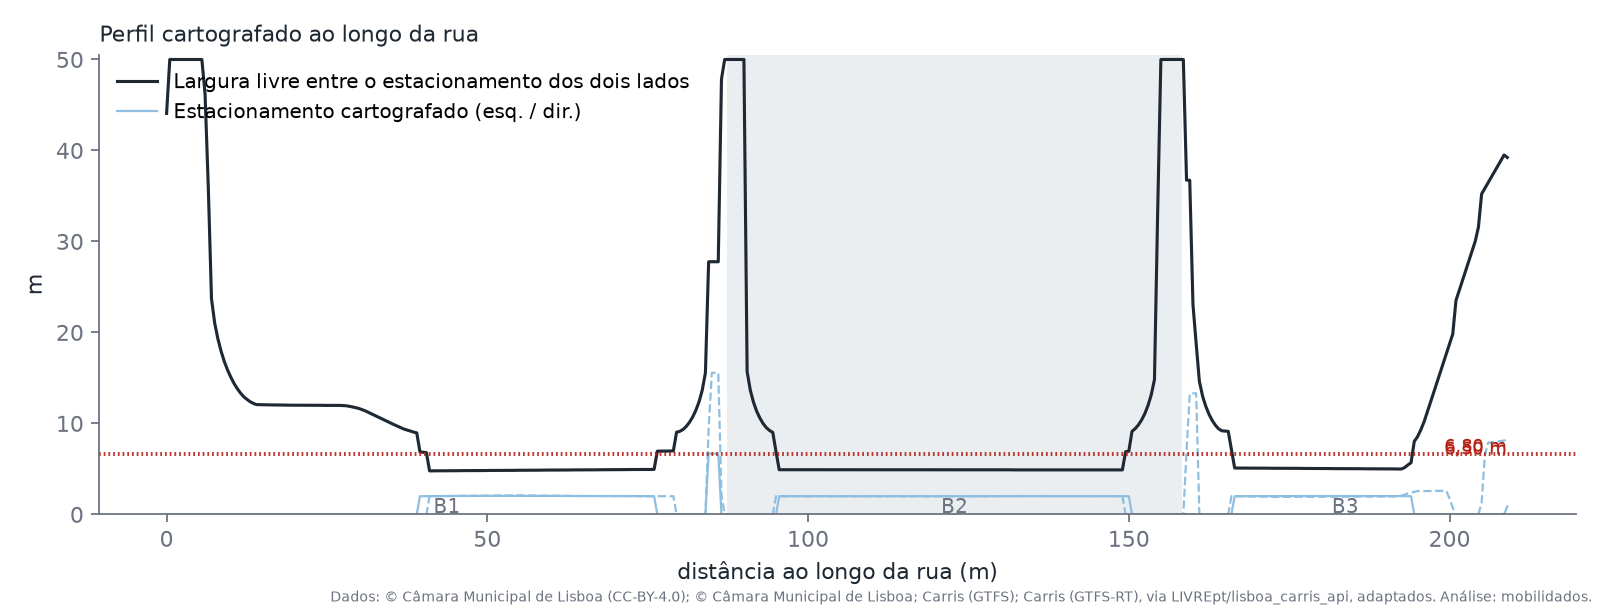 Perfil cartografado ao longo da rua
Largura livre entre o estacionamento dos dois lados
Estacionamento cartografado (esq. / dir.)
m
50
40
30
20
10
0
B1
B2
B3
0
50
100
150
200
distância ao longo da rua (m)
Dados: © Câmara Municipal de Lisboa (CC-BY-4.0); © Câmara Municipal de Lisboa; Carris (GTFS); Carris (GTFS-RT), via LIVREpt/lisboa_carris_api, adaptados. Análise: mobilidados.